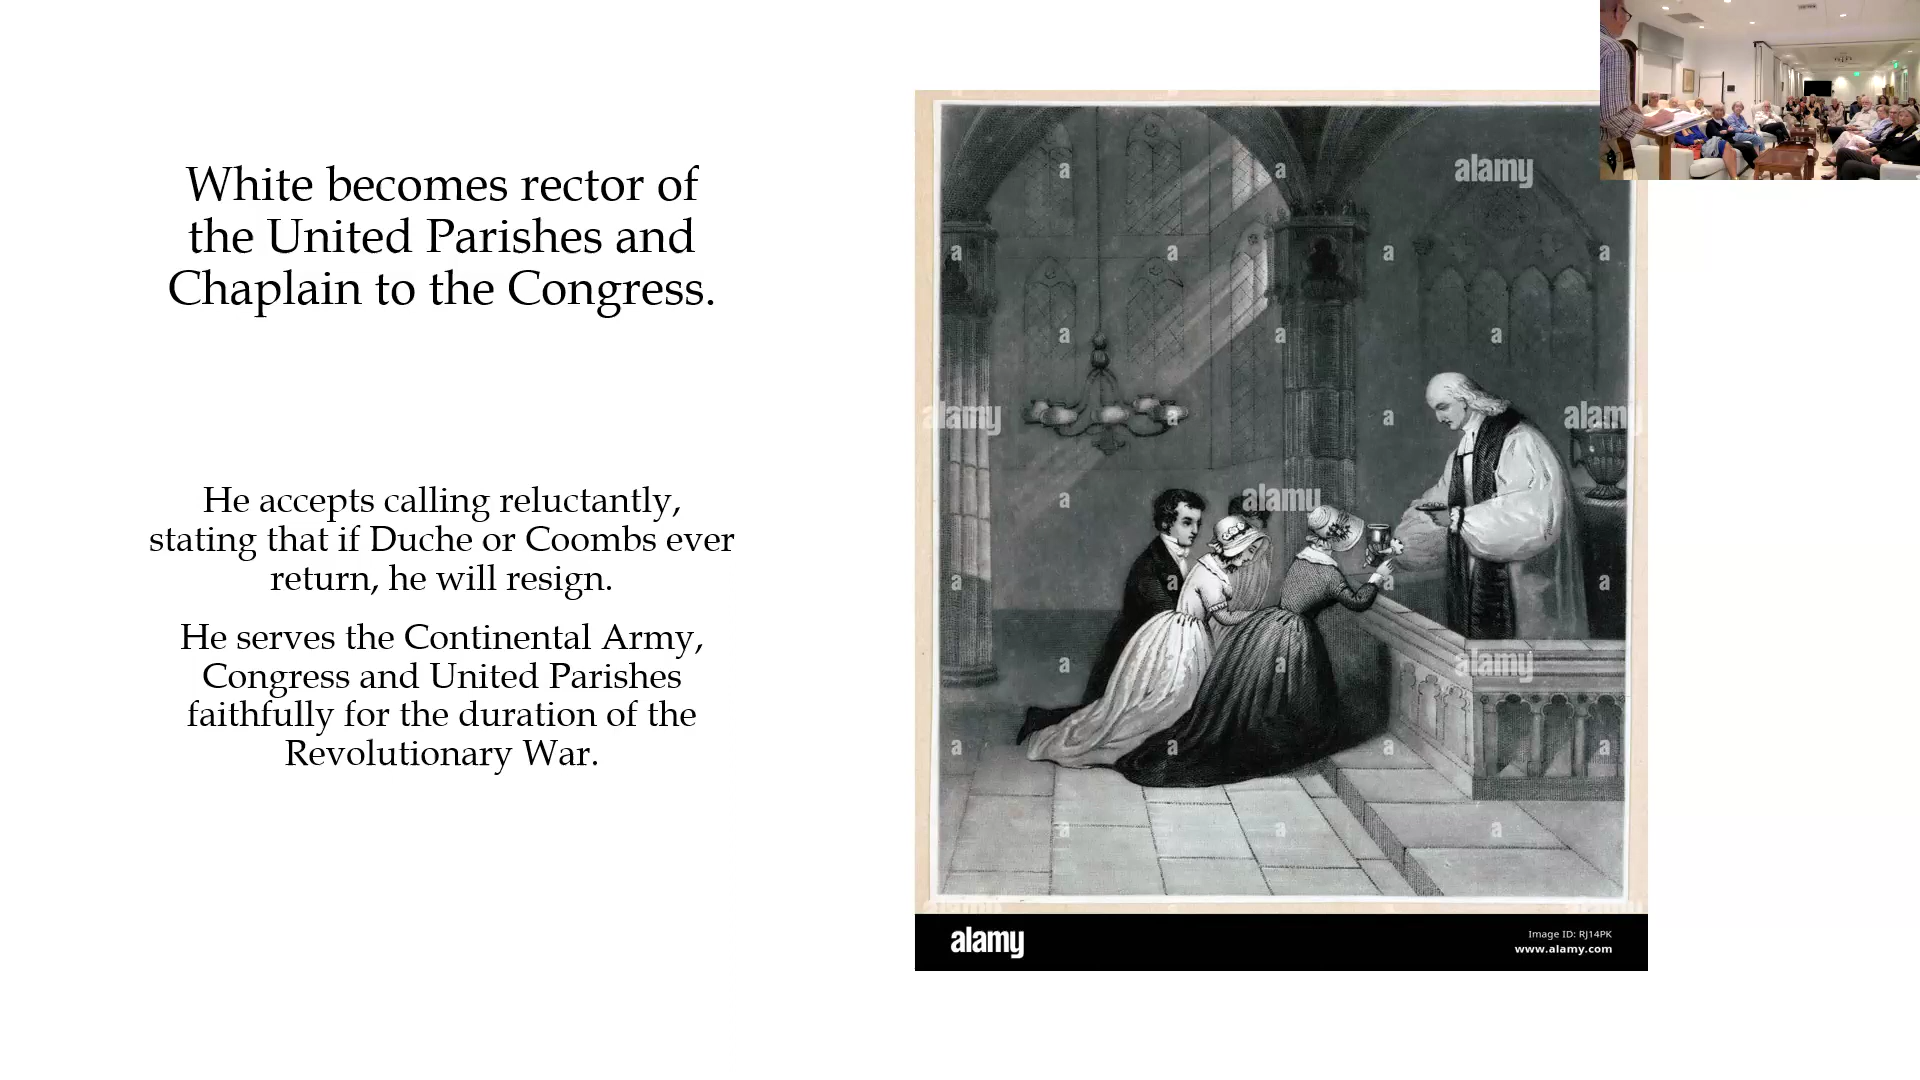 White becomes rector of
the United Parishes and
Chaplain to the Congress.
He accepts calling reluctantly,
stating that if Duche or Coombs ever
return, he will resign.
He serves the Continental Army,
Congress and United Parishes
faithfully for the duration of the
Revolutionary War.
alamy
a a
a a a a
a a a
alamy a a alamy
a alamy
a a a a
a a alamy
a a a a
a a a
alamy
Image ID: RJ14PK
www.alamy.com